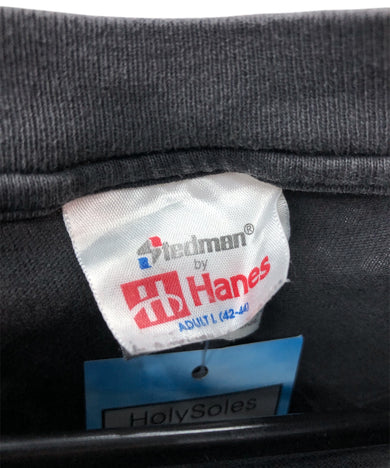 Stedman®
by
Hanes
ADULT L (42-44)
HolySoles